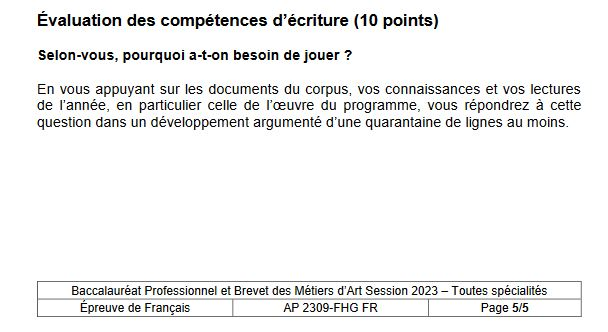 Évaluation des compétences d’écriture (10 points)
Selon-vous, pourquoi a-t-on besoin de jouer ?
En vous appuyant sur les documents du corpus, vos connaissances et vos lectures
de l’année, en particulier celle de l’œuvre du programme, vous répondrez à cette
question dans un développement argumenté d’une quarantaine de lignes au moins.
Baccalauréat Professionnel et Brevet des Métiers d’Art Session 2023 – Toutes spécialités
Épreuve de Français AP 2309-FHG FR Page 5/5